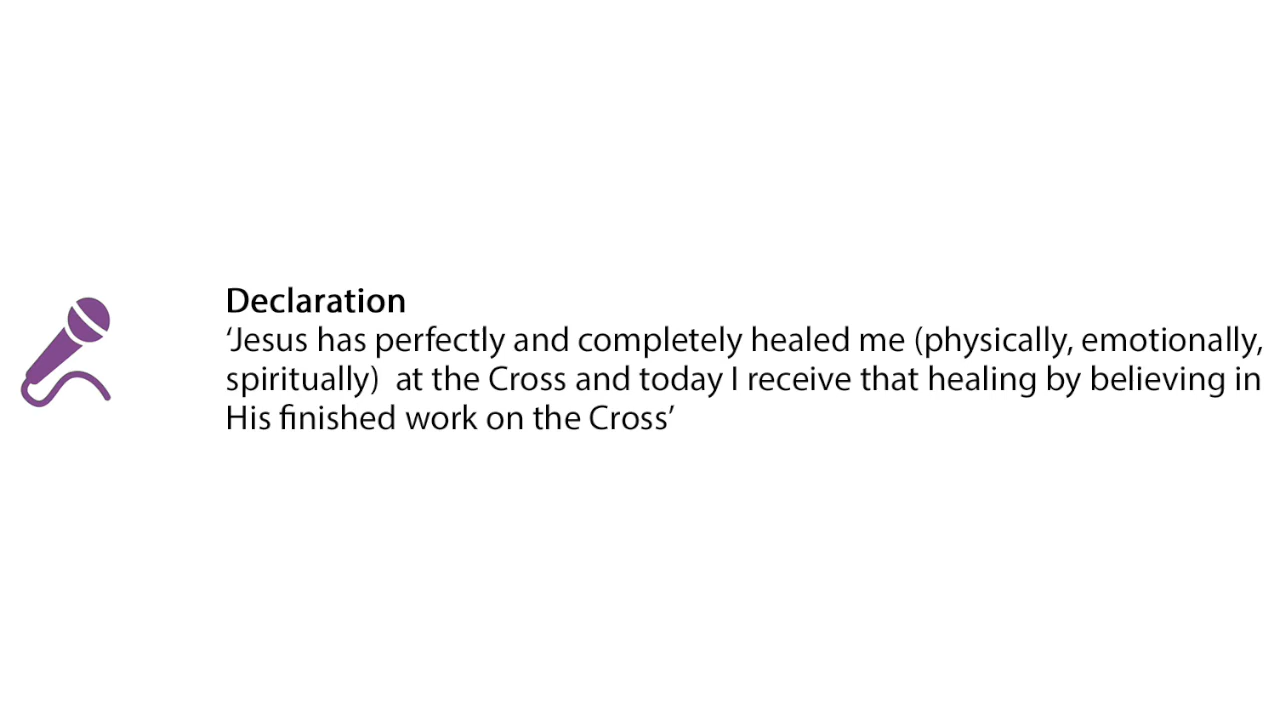 Declaration
‘Jesus has perfectly and completely healed me (physically, emotionally,
spiritually)  at the Cross and today I receive that healing by believing in
His finished work on the Cross’